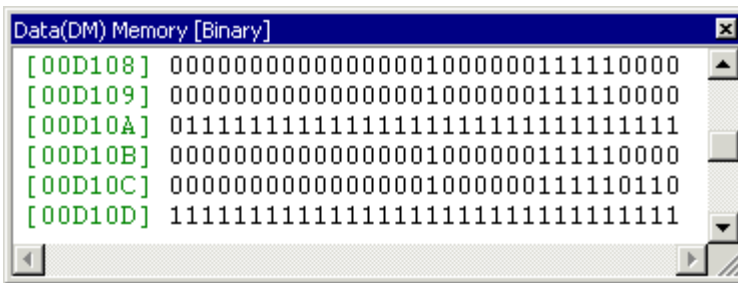 Data(DM) Memory [Binary]
[00D108] 00000000000000001000000111110000
[00D109] 00000000000000001000000111110000
[00D10A] 01111111111111111111111111111111
[00D10B] 00000000000000001000000111110000
[00D10C] 00000000000000001000000111110110
[00D10D] 11111111111111111111111111111111